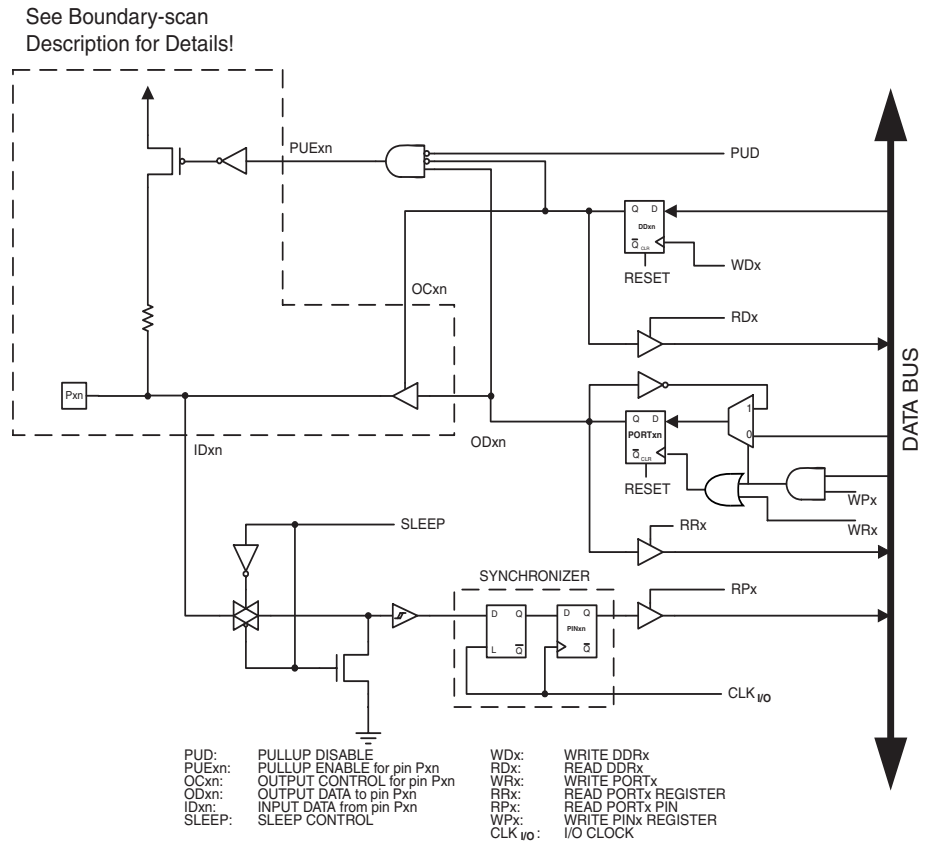 See Boundary-scan
Description for Details!
PUExn
PUD
Q D
DDxn
Q CLR
WDx
RESET
OCxn
RDx
Pxn
1
Q D
PORTxn
0
ODxn
IDxn
Q CLR
RESET
WPx
WRx
SLEEP
RRx
SYNCHRONIZER
RPx
D Q
D Q
PINxn
L Q
Q
CLK I/O
DATA BUS
PUD: PULLUP DISABLE
PUExn: PULLUP ENABLE for pin Pxn
OCxn: OUTPUT CONTROL for pin Pxn
ODxn: OUTPUT DATA to pin Pxn
IDxn: INPUT DATA from pin Pxn
SLEEP: SLEEP CONTROL
WDx: WRITE DDRx
RDx: READ DDRx
WRx: WRITE PORTx
RRx: READ PORTx REGISTER
RPx: READ PORTx PIN
WPx: WRITE PINx REGISTER
CLK I/O: I/O CLOCK